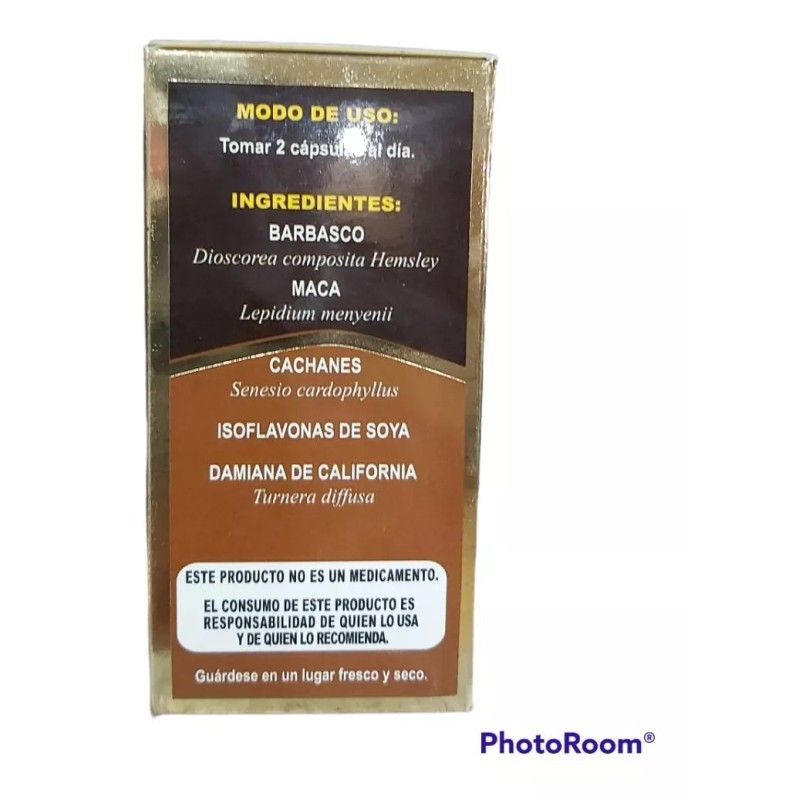 MODO DE USO:
Tomar 2 cápsulas al día.
INGREDIENTES:
BARBASCO
Dioscorea composita Hemsley
MACA
Lepidium menyenii
CACHANES
Senesio cardophyllus
ISOFLAVONAS DE SOYA
DAMIANA DE CALIFORNIA
Turnera diffusa
ESTE PRODUCTO NO ES UN MEDICAMENTO.
EL CONSUMO DE ESTE PRODUCTO ES
RESPONSABILIDAD DE QUIEN LO USA
Y DE QUIEN LO RECOMIENDA.
Guárdese en un lugar fresco y seco.
PhotoRoom®